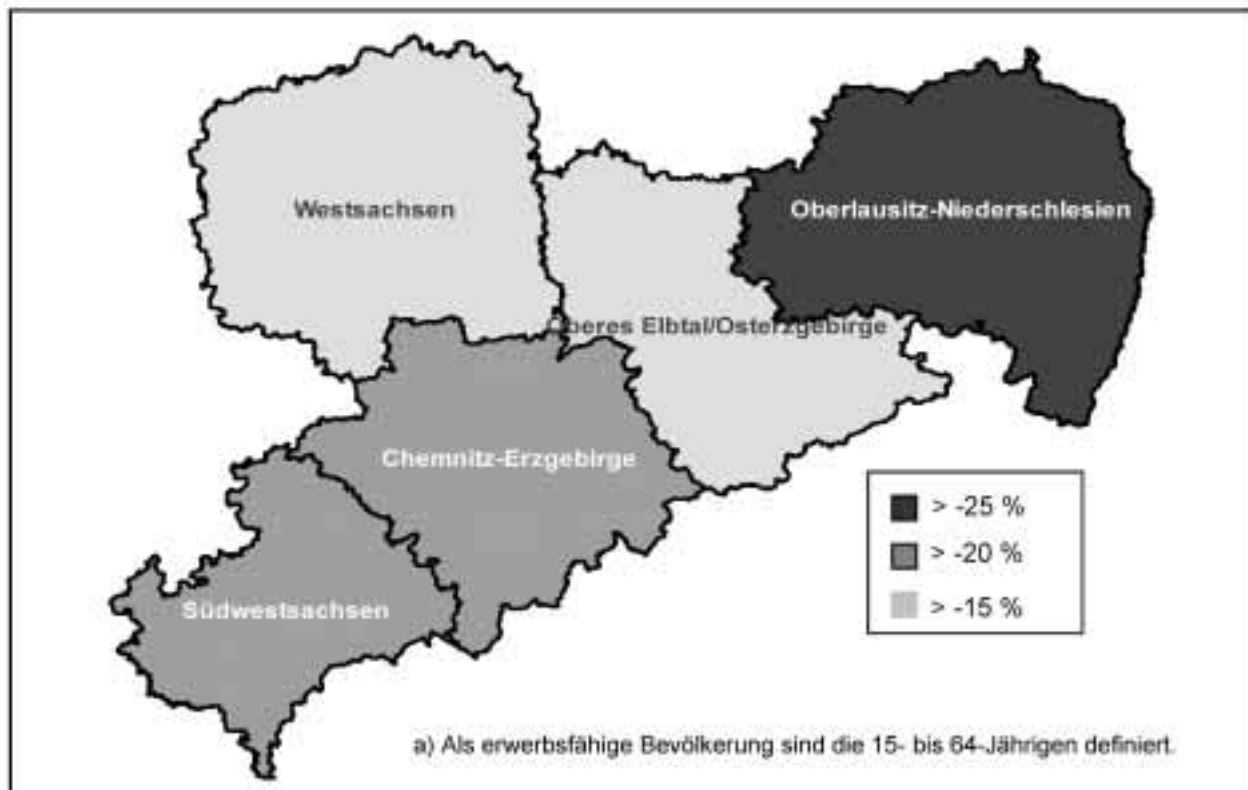 Westsachsen
Oberlausitz-Niederschlesien
Oberes Elbtal/Osterzgebirge
Chemnitz-Erzgebirge
Südwestsachsen
> -25 %
> -20 %
> -15 %
a) Als erwerbsfähige Bevölkerung sind die 15- bis 64-Jährigen definiert.